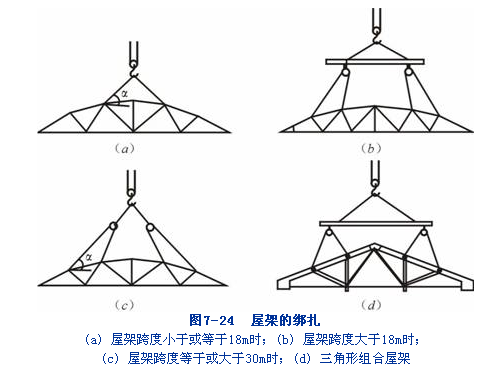 α
(a)
(b)
α
(c)
(d)
图7-24 屋架的绑扎
(a) 屋架跨度小于或等于18m时; (b) 屋架跨度大于18m时;
(c) 屋架跨度等于或大于30m时; (d) 三角形组合屋架